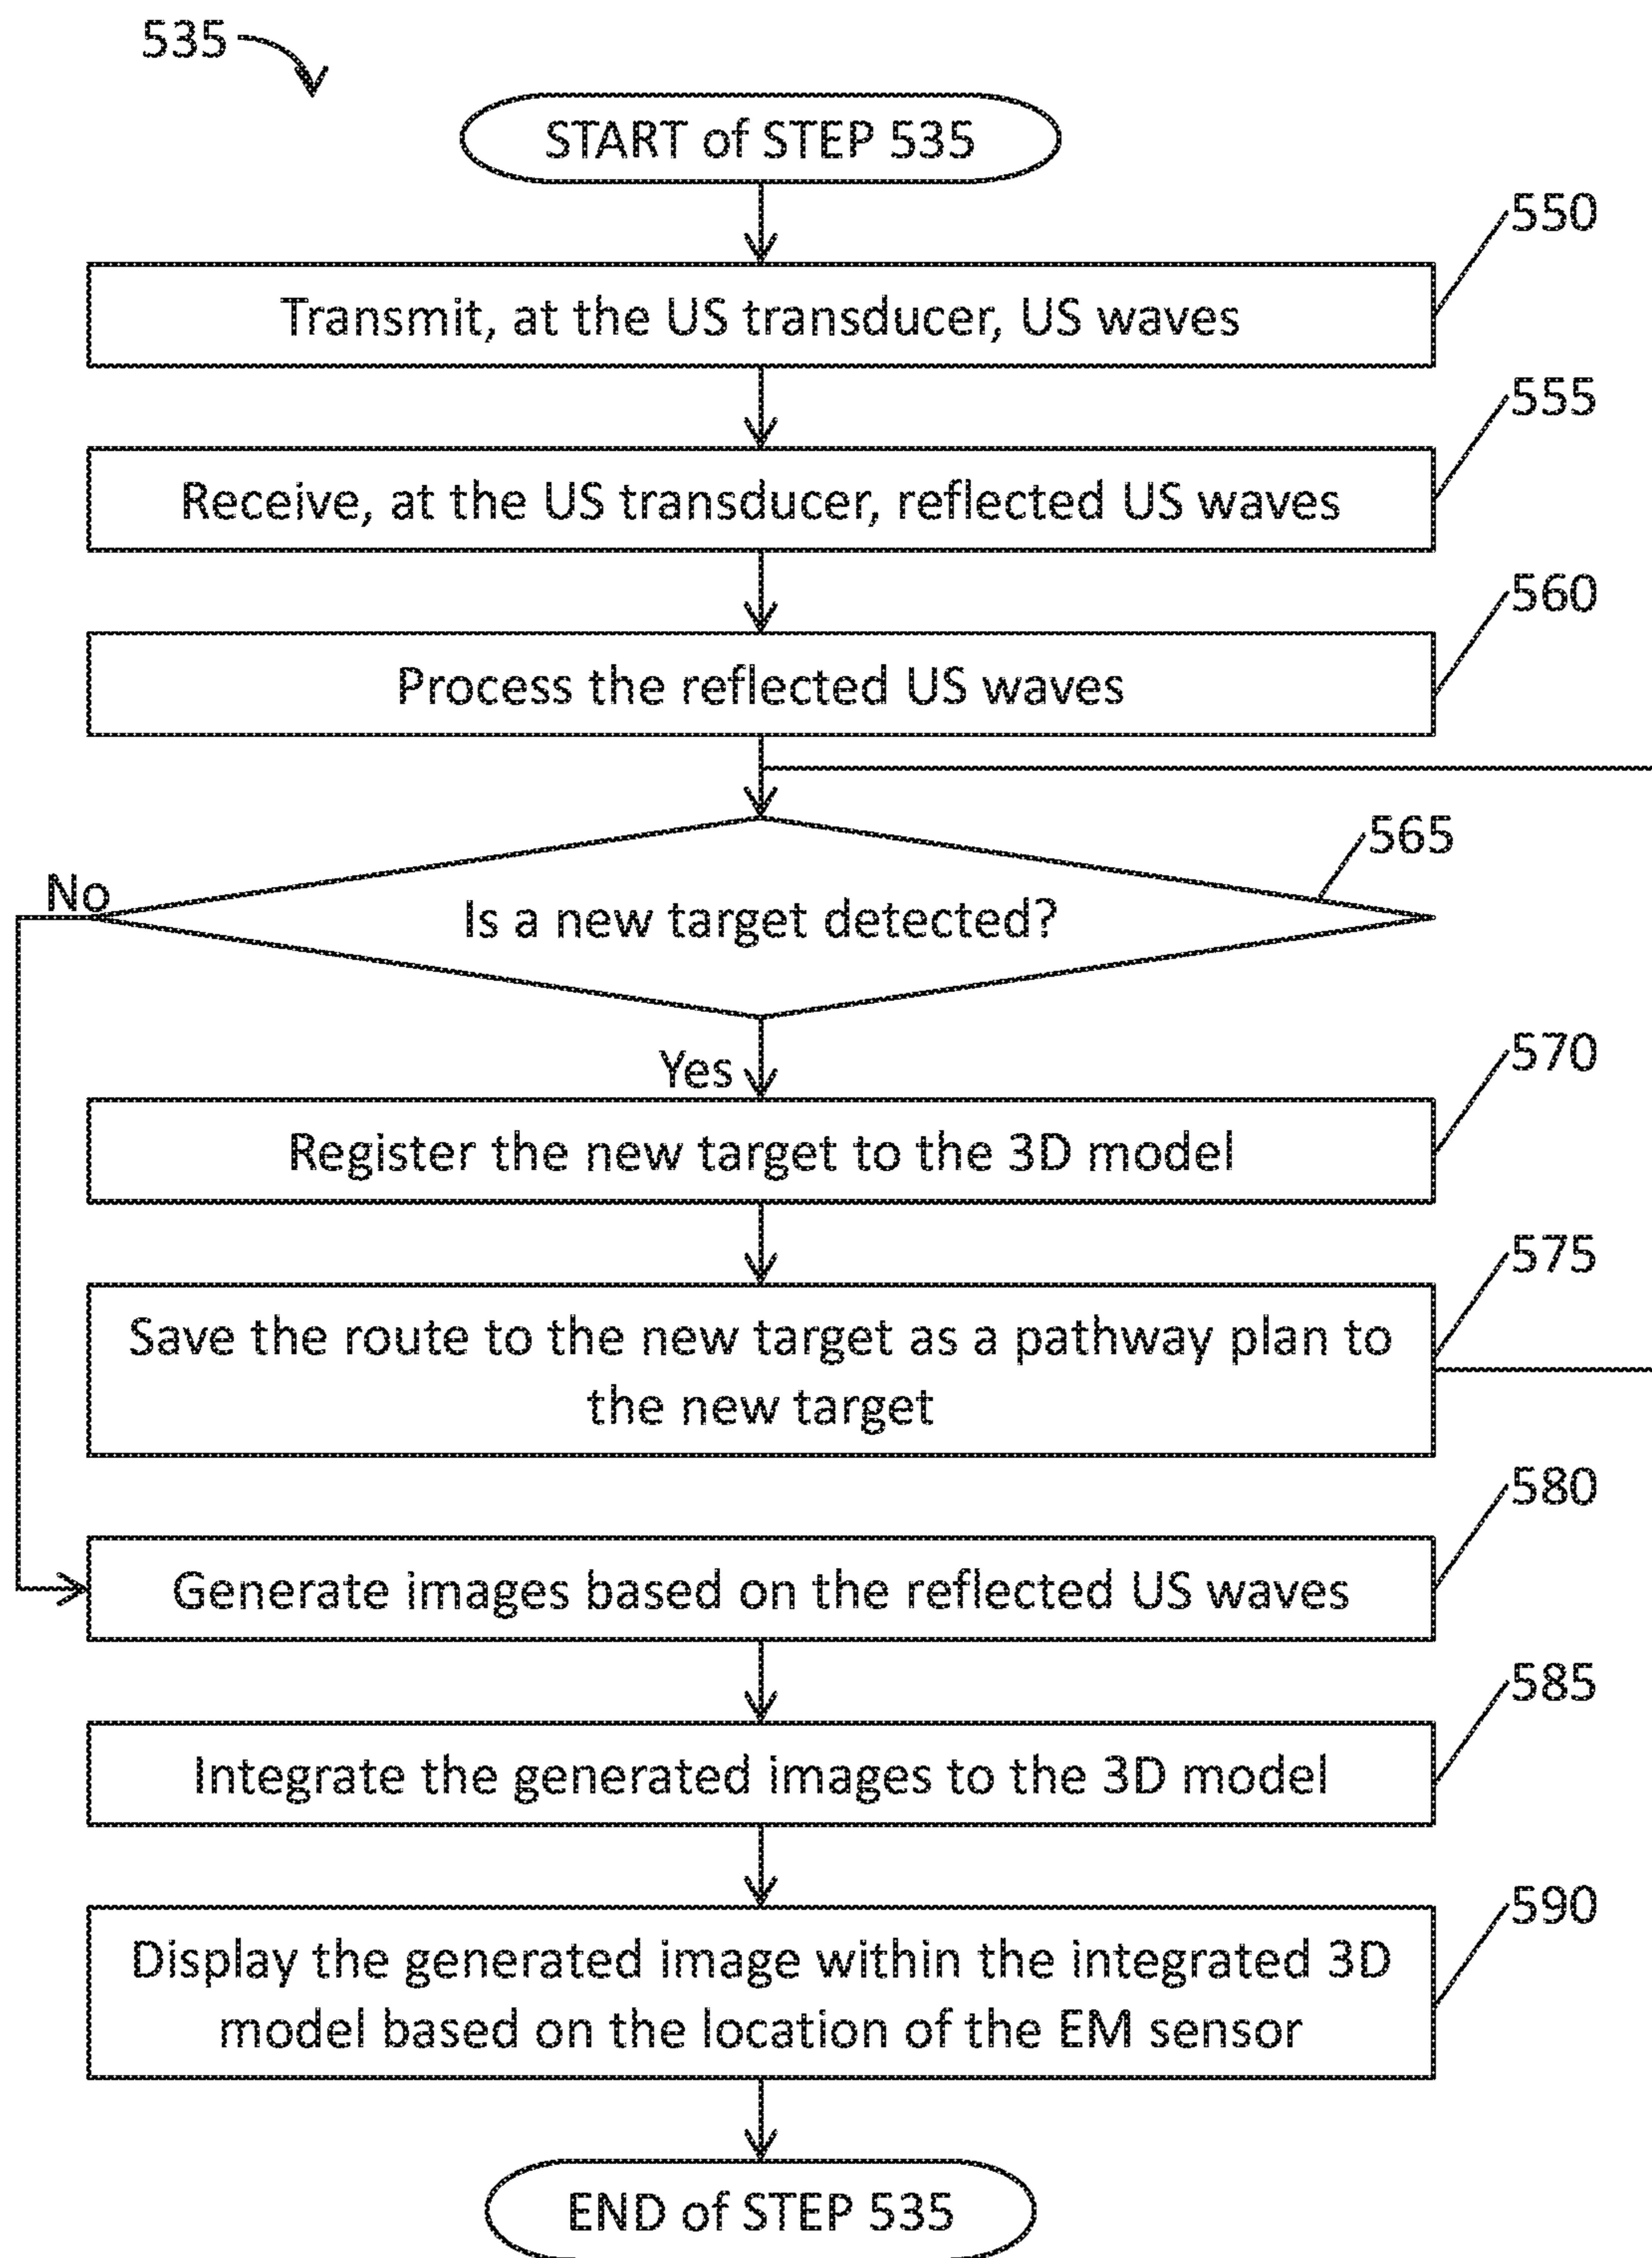 535
START of STEP 535
550
Transmit, at the US transducer, US waves
555
Receive, at the US transducer, reflected US waves
560
Process the reflected US waves
565
No
Is a new target detected?
Yes
570
Register the new target to the 3D model
575
Save the route to the new target as a pathway plan to
the new target
580
Generate images based on the reflected US waves
585
Integrate the generated images to the 3D model
590
Display the generated image within the integrated 3D
model based on the location of the EM sensor
END of STEP 535